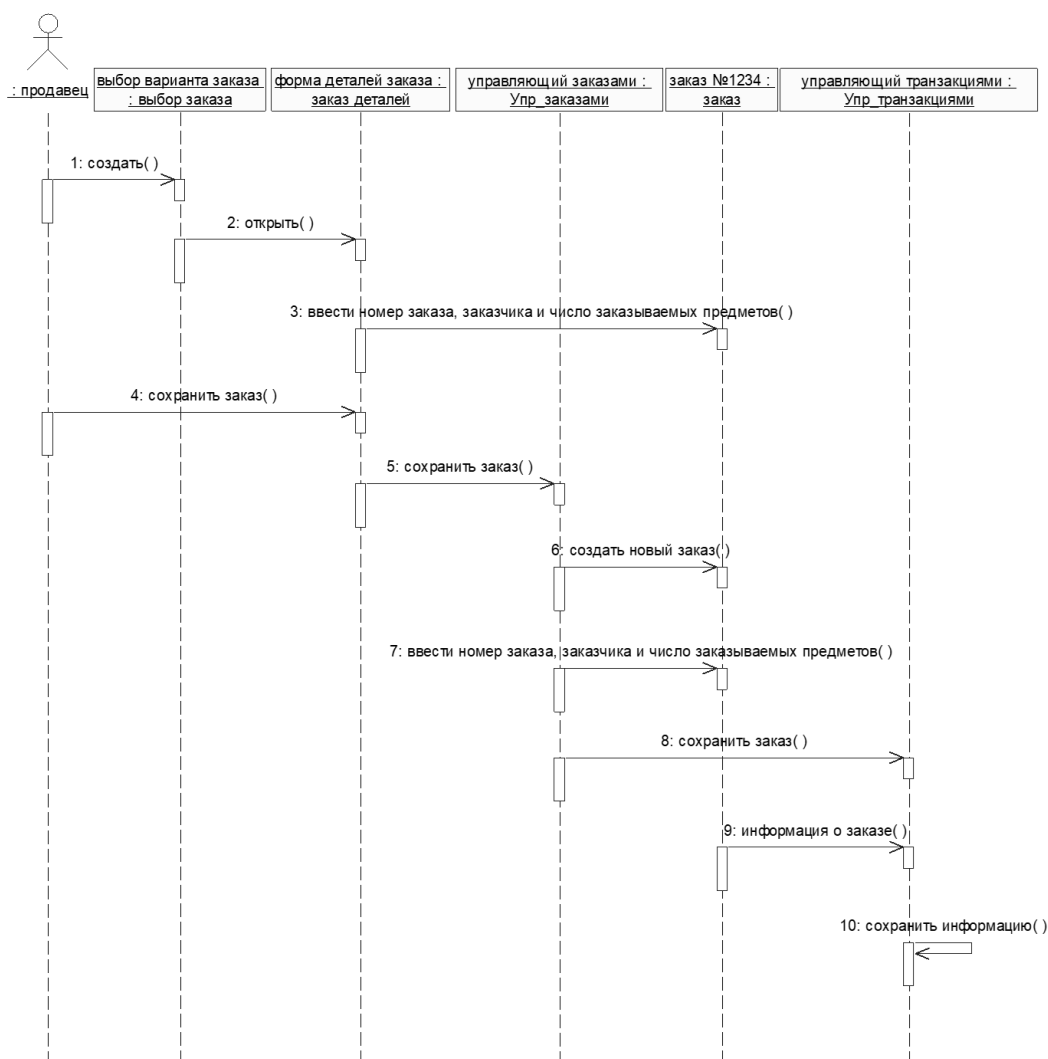 : продавец
выбор варианта заказа
: выбор заказа
форма деталей заказа :
заказ деталей
управляющий заказами :
Упр_заказами
заказ №1234 :
заказ
управляющий транзакциями :
Упр_транзакциями
1: создать( )
2: открыть( )
3: ввести номер заказа, заказчика и число заказываемых предметов( )
4: сохранить заказ( )
5: сохранить заказ( )
6: создать новый заказ( )
7: ввести номер заказа, заказчика и число заказываемых предметов( )
8: сохранить заказ( )
9: информация о заказе( )
10: сохранить информацию( )